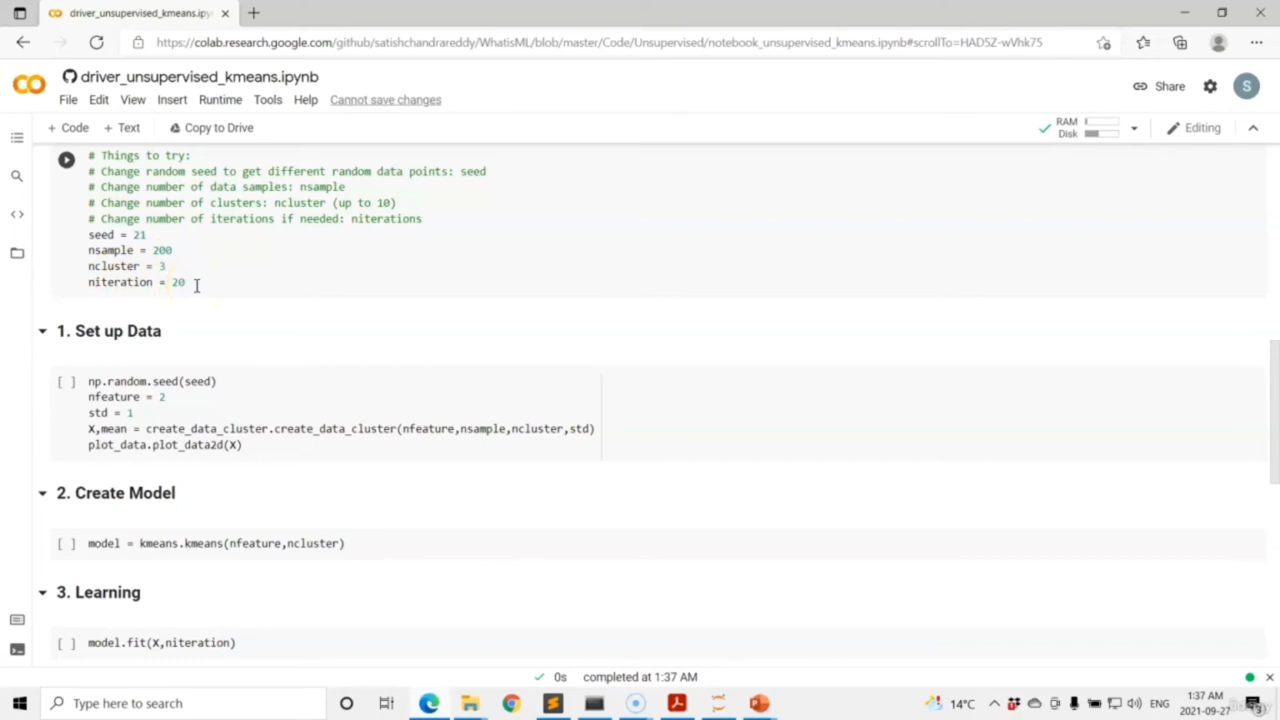 driver_unsupervised_kmeans.ipy
https://colab.research.google.com/github/satishchandrareddy/WhatisML/blob/master/Code/Unsupervised/notebook_unsupervised_kmeans.ipynb#scrollTo=HAD5Z-wVhk75
driver_unsupervised_kmeans.ipynb
Share
S
File Edit View Insert Runtime Tools Help Cannot save changes
+ Code + Text Copy to Drive
RAM
Disk
Editing
# Things to try:
# Change random seed to get different random data points: seed
# Change number of data samples: nsample
# Change number of clusters: ncluster (up to 10)
# Change number of iterations if needed: niterations
seed = 21
nsample = 200
ncluster = 3
niteration = 20
1. Set up Data
[ ] np.random.seed(seed)
nfeature = 2
std = 1
X,mean = create_data_cluster.create_data_cluster(nfeature,nsample,ncluster,std)
plot_data.plot_data2d(X)
2. Create Model
[ ] model = kmeans.kmeans(nfeature,ncluster)
3. Learning
[ ] model.fit(X,niteration)
0s completed at 1:37 AM
Type here to search
14°C
ENG
1:37 AM
2021-09-27